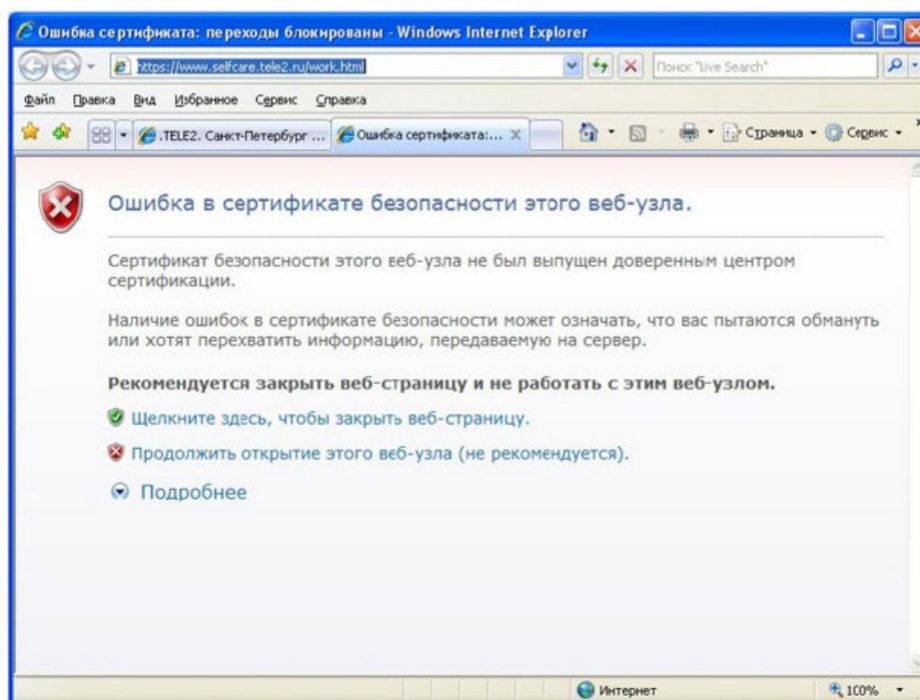 Ошибка сертификата: переходы блокированы - Windows Internet Explorer
https://www.selfcare.tele2.ru/work.html
Поиск "Live Search"
Файл Правка Вид Избранное Сервис Справка
.TELE2. Санкт-Петербург ... Ошибка сертификата:... Страница Сервис
Ошибка в сертификате безопасности этого веб-узла.
Сертификат безопасности этого веб-узла не был выпущен доверенным центром
сертификации.
Наличие ошибок в сертификате безопасности может означать, что вас пытаются обмануть
или хотят перехватить информацию, передаваемую на сервер.
Рекомендуется закрыть веб-страницу и не работать с этим веб-узлом.
Щелкните здесь, чтобы закрыть веб-страницу.
Продолжить открытие этого веб-узла (не рекомендуется).
Подробнее
Интернет 100%